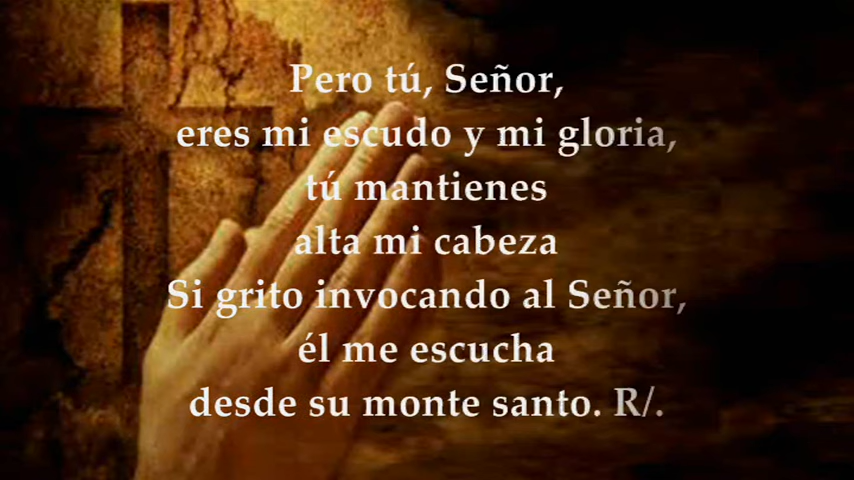 Pero tú, Señor,
eres mi escudo y mi gloria,
tú mantienes
alta mi cabeza
Si grito invocando al Señor,
él me escucha
desde su monte santo. R/.